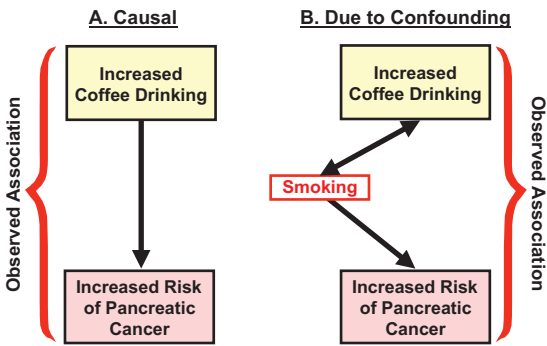 A. Causal
Observed Association
Increased
Coffee Drinking
Increased Risk
of Pancreatic
Cancer
B. Due to Confounding
Increased
Coffee Drinking
Smoking
Increased Risk
of Pancreatic
Cancer
Observed Association